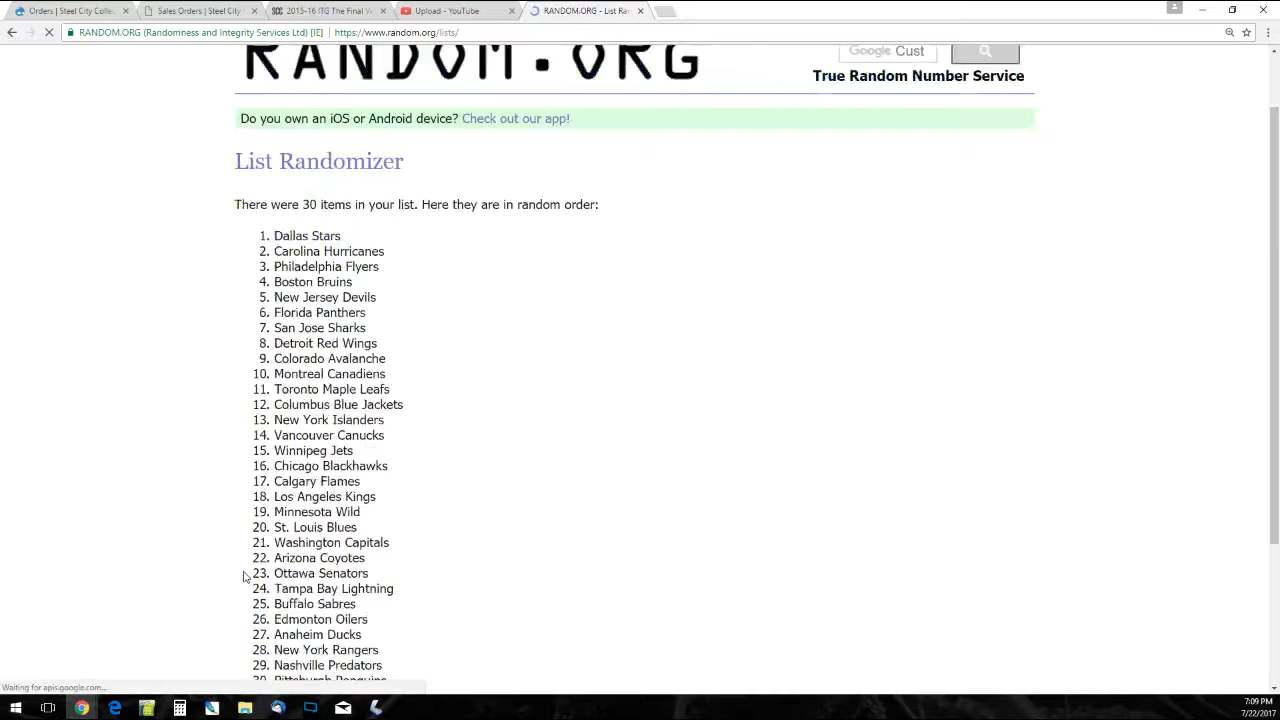 Orders | Steel City Collec
Sales Orders | Steel City
2015-16 ITG The Final V
Upload - YouTube
RANDOM.ORG - List Ra
RANDOM.ORG (Randomness and Integrity Services Ltd) [IE]
https://www.random.org/lists/
RANDOM.ORG
Google Cust
True Random Number Service
Do you own an iOS or Android device? Check out our app!
List Randomizer
There were 30 items in your list. Here they are in random order:
1. Dallas Stars
2. Carolina Hurricanes
3. Philadelphia Flyers
4. Boston Bruins
5. New Jersey Devils
6. Florida Panthers
7. San Jose Sharks
8. Detroit Red Wings
9. Colorado Avalanche
10. Montreal Canadiens
11. Toronto Maple Leafs
12. Columbus Blue Jackets
13. New York Islanders
14. Vancouver Canucks
15. Winnipeg Jets
16. Chicago Blackhawks
17. Calgary Flames
18. Los Angeles Kings
19. Minnesota Wild
20. St. Louis Blues
21. Washington Capitals
22. Arizona Coyotes
23. Ottawa Senators
24. Tampa Bay Lightning
25. Buffalo Sabres
26. Edmonton Oilers
27. Anaheim Ducks
28. New York Rangers
29. Nashville Predators
30. Pittsburgh Penguins
Waiting for apis.google.com...
7:09 PM
7/22/2017